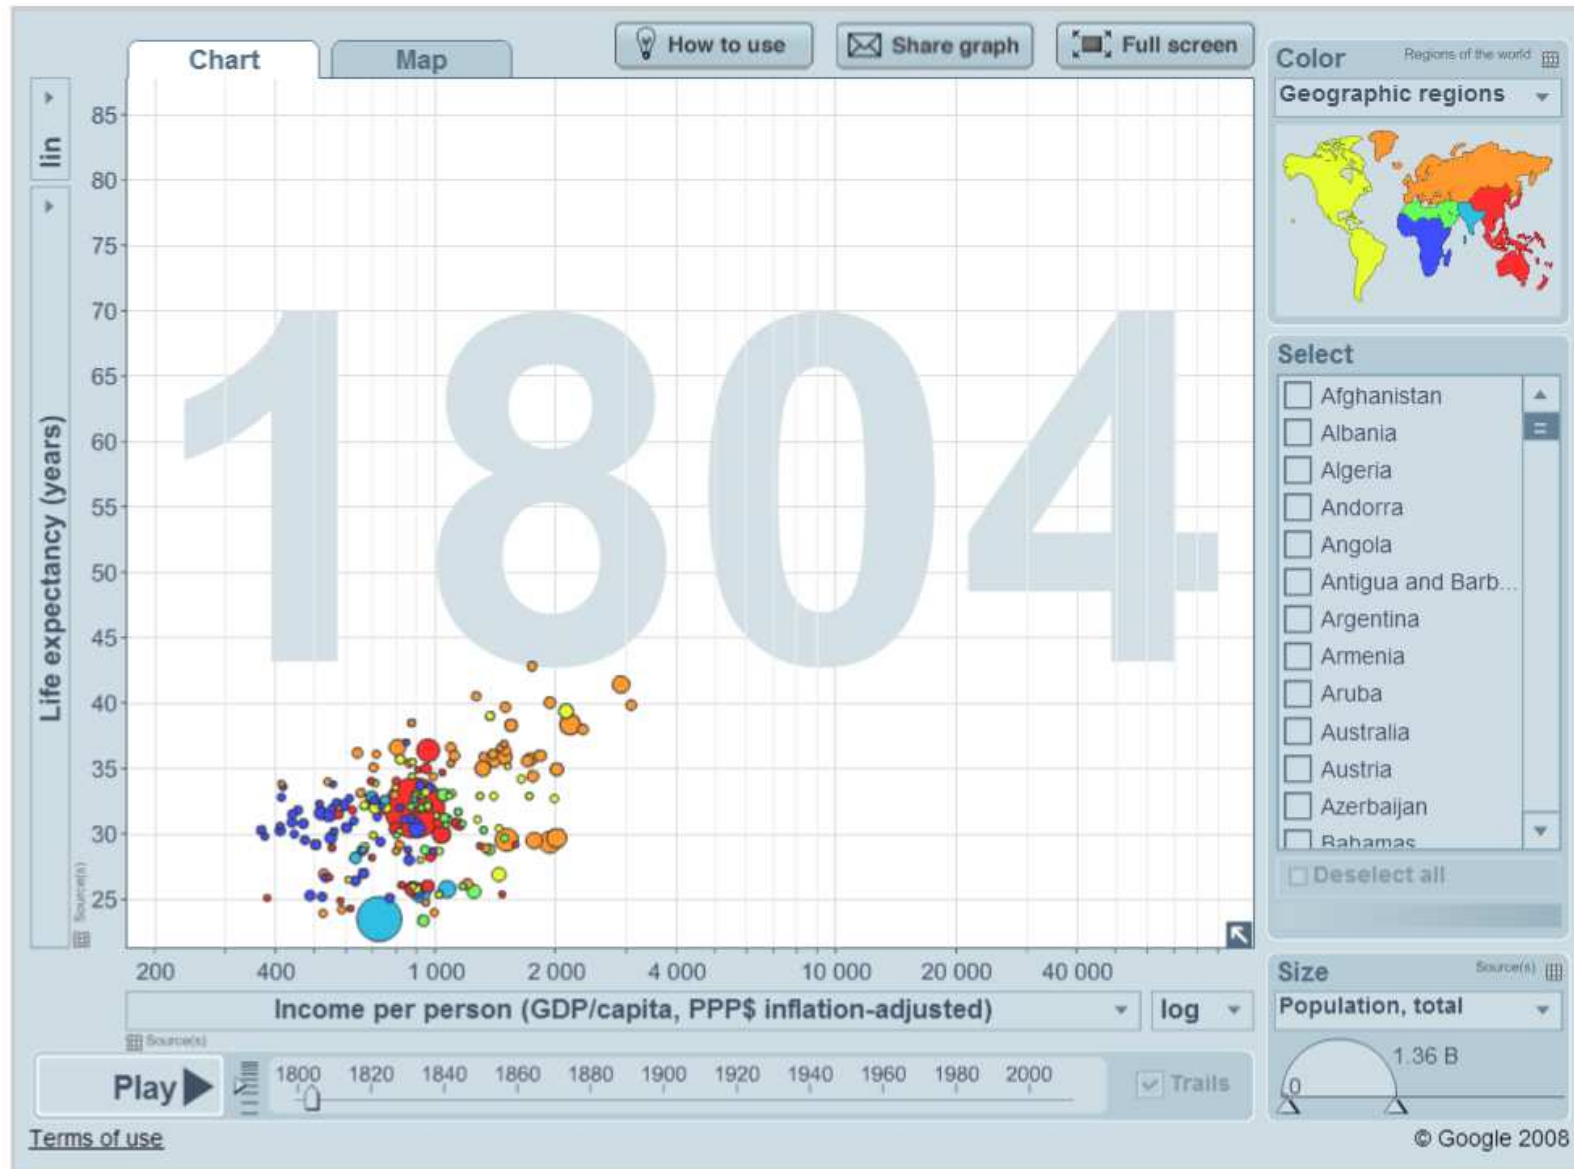 Chart
Map
How to use
Share graph
Full screen
Color
Regions of the world
Geographic regions
lin
Life expectancy (years)
Source(s)
85
80
75
70
65
60
55
50
45
40
35
30
25
1804
200
400
1 000
2 000
4 000
10 000
20 000
40 000
Income per person (GDP/capita, PPP$ inflation-adjusted)
log
Source(s)
Select
Afghanistan
Albania
Algeria
Andorra
Angola
Antigua and Barb...
Argentina
Armenia
Aruba
Australia
Austria
Azerbaijan
Bahamas
Deselect all
Size
Source(s)
Population, total
1.36 B
0
Play
1800
1820
1840
1860
1880
1900
1920
1940
1960
1980
2000
Trails
Terms of use
© Google 2008